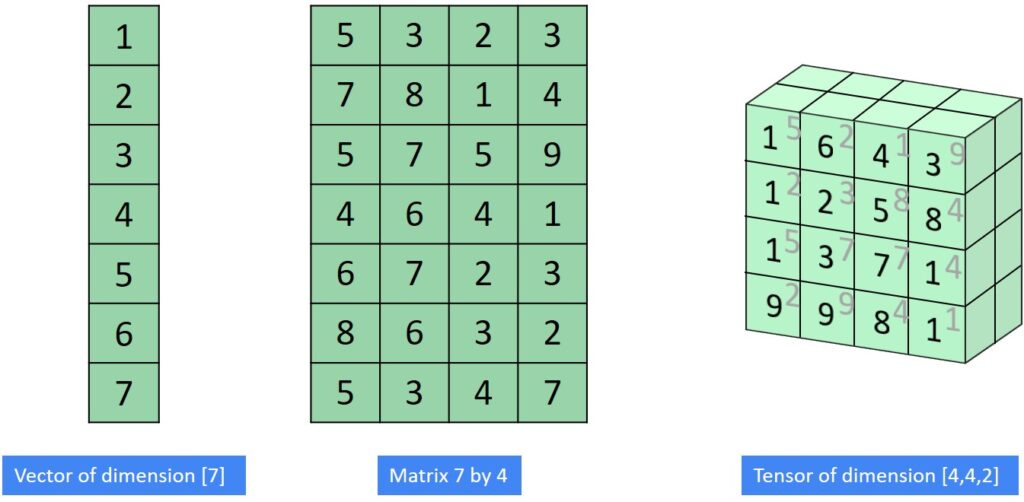 1
2
3
4
5
6
7
5 3 2 3
7 8 1 4
5 7 5 9
4 6 4 1
6 7 2 3
8 6 3 2
5 3 4 7
1 5 6 2 4 1 3 9
1 2 2 3 5 8 8 4
1 5 3 7 7 7 1 4
9 2 9 9 8 4 1 1
Vector of dimension [7]
Matrix 7 by 4
Tensor of dimension [4,4,2]